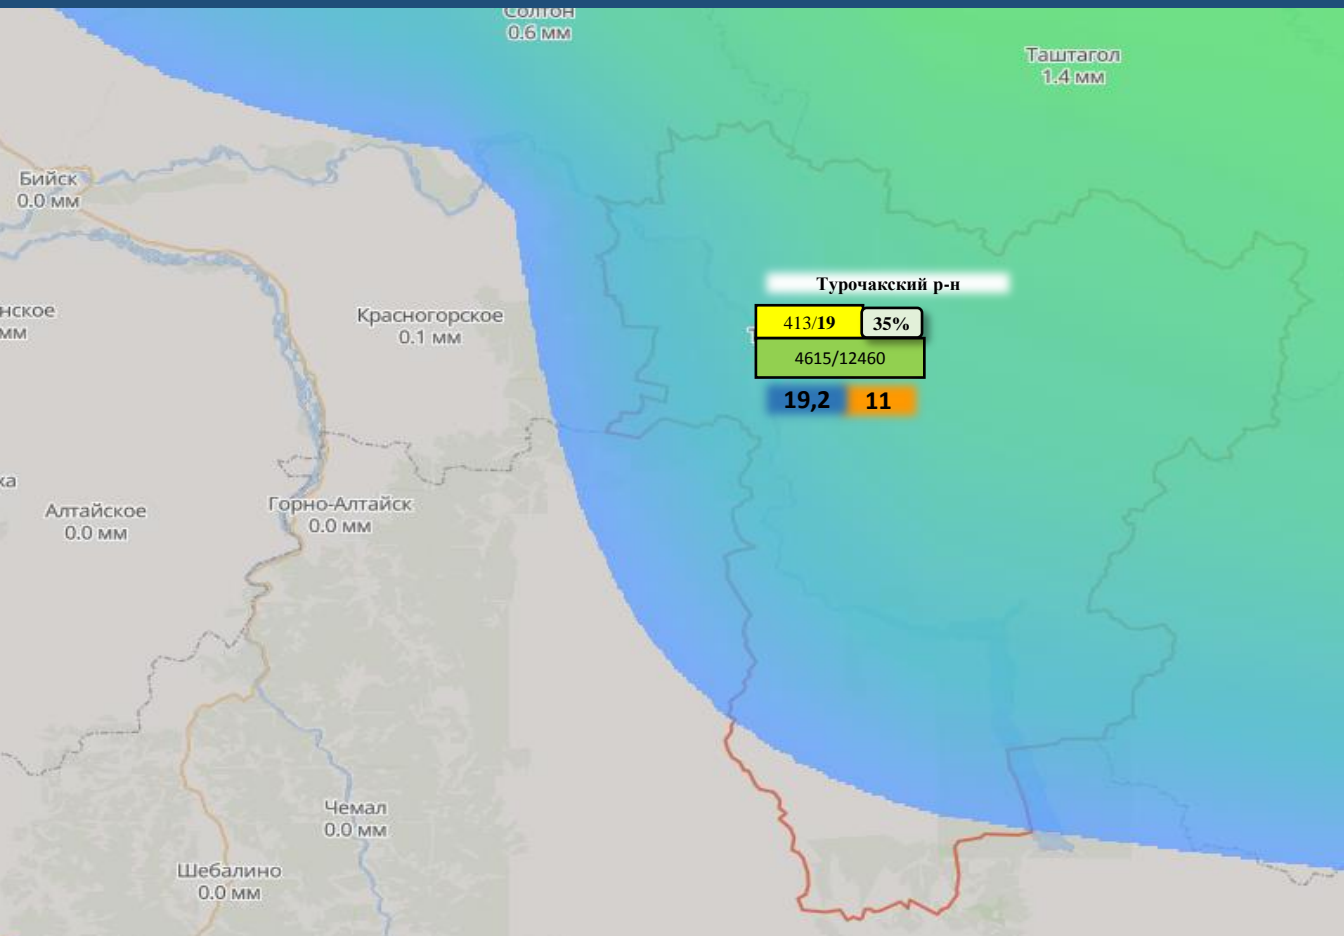 Солтон
0.6 мм
Таштагол
1.4 мм
Бийск
0.0 мм
нское
мм
Красногорское
0.1 мм
Турочакский р-н
413/19 35%
4615/12460
19,2 11
ха
Алтайское
0.0 мм
Горно-Алтайск
0.0 мм
Чемал
0.0 мм
Шебалино
0.0 мм